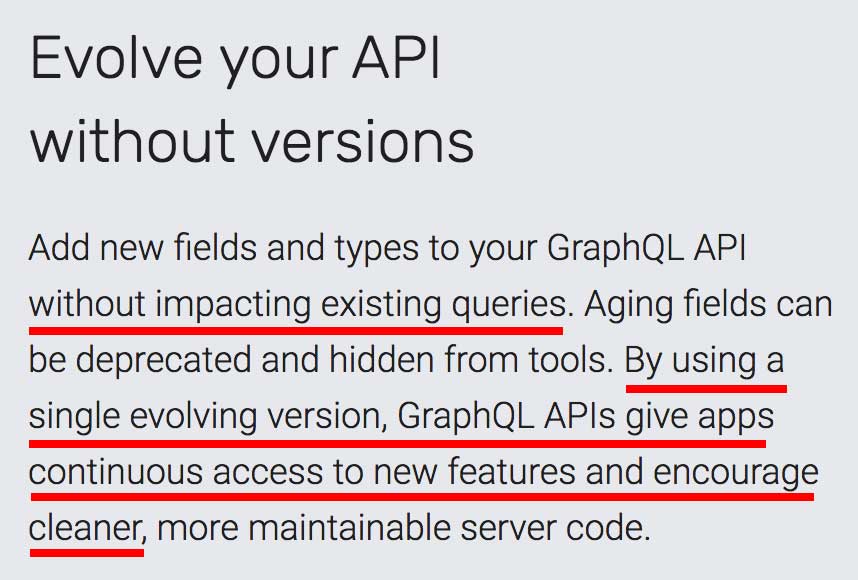 Evolve your API
without versions
Add new fields and types to your GraphQL API
without impacting existing queries. Aging fields can
be deprecated and hidden from tools. By using a
single evolving version, GraphQL APIs give apps
continuous access to new features and encourage
cleaner, more maintainable server code.